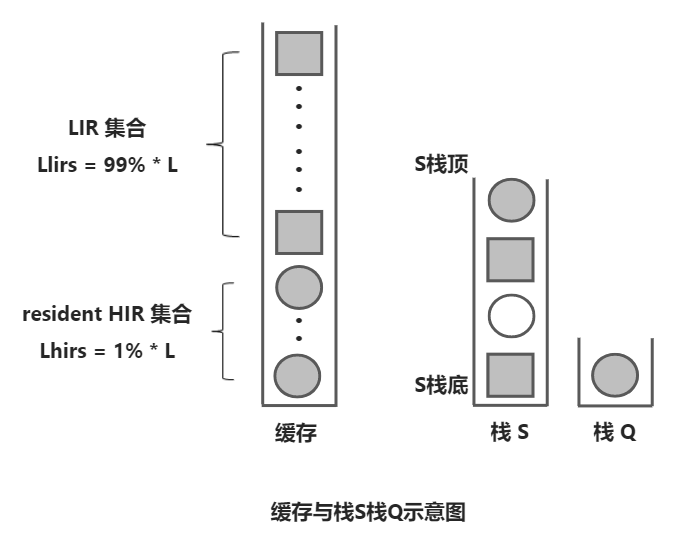 LIR 集合
Llirs = 99% * L
resident HIR 集合
Lhirs = 1% * L
缓存
S栈顶
S栈底
栈 S
栈 Q
缓存与栈S栈Q示意图